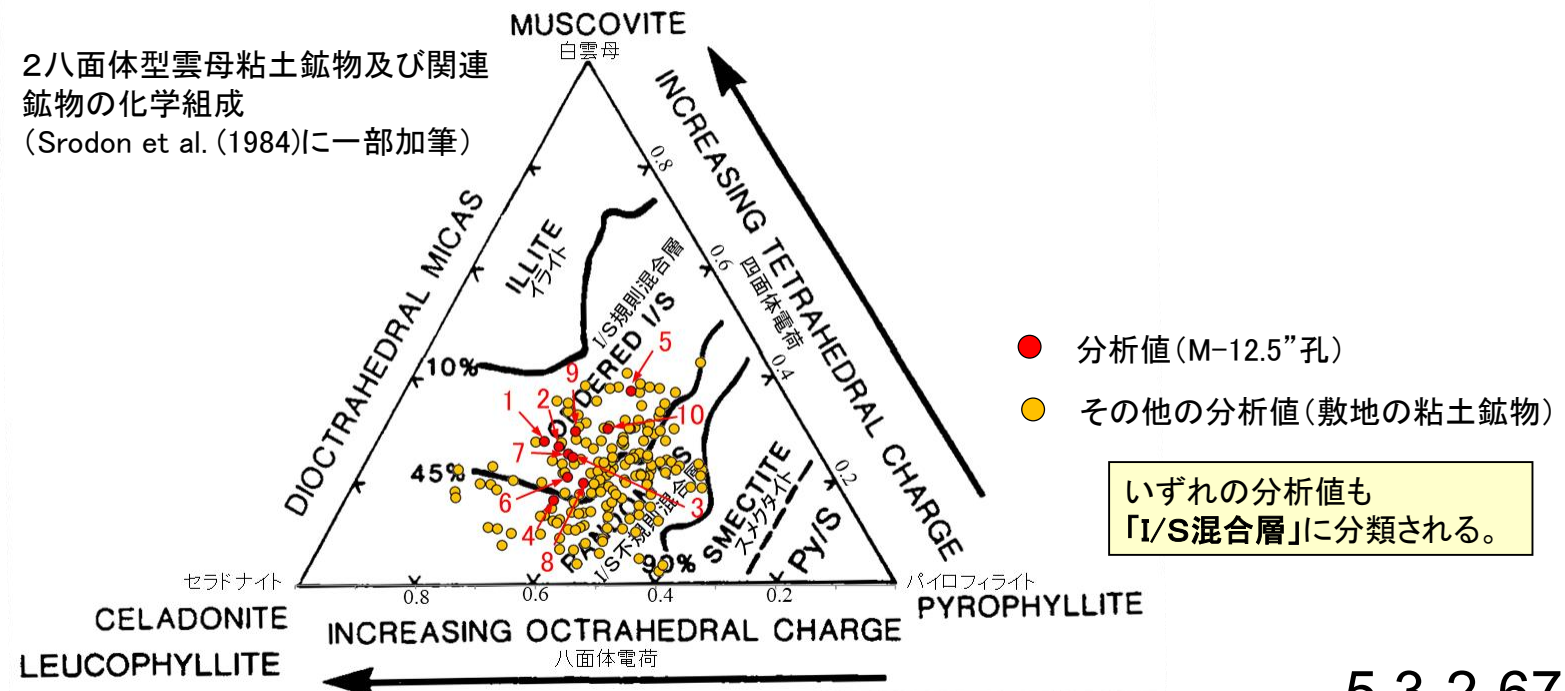 2八面体型雲母粘土鉱物及び関連
鉱物の化学組成
(Srodon et al. (1984)に一部加筆)
MUSCOVITE
白雲母
INCREASING TETRAHEDRAL CHARGE
四面体電荷
DIOCTRAHEDRAL MICAS
0.8
0.6
0.4
0.2
ILLITE
イライト
I/S規則混合層
ORDERED I/S
10%
45%
90%
I/S不規則混合層
SMECTITE
スメクタイト
Py/S
1
2
9
5
10
7
6
4
8
3
セラドナイト
CELADONITE
LEUCOPHYLLITE
0.8
0.6
0.4
0.2
パイロフィライト
PYROPHYLLITE
INCREASING OCTRAHEDRAL CHARGE
八面体電荷
分析値(M-12.5”孔)
その他の分析値(敷地の粘土鉱物)
いずれの分析値も
「I/S混合層」に分類される。
5.3.2-67